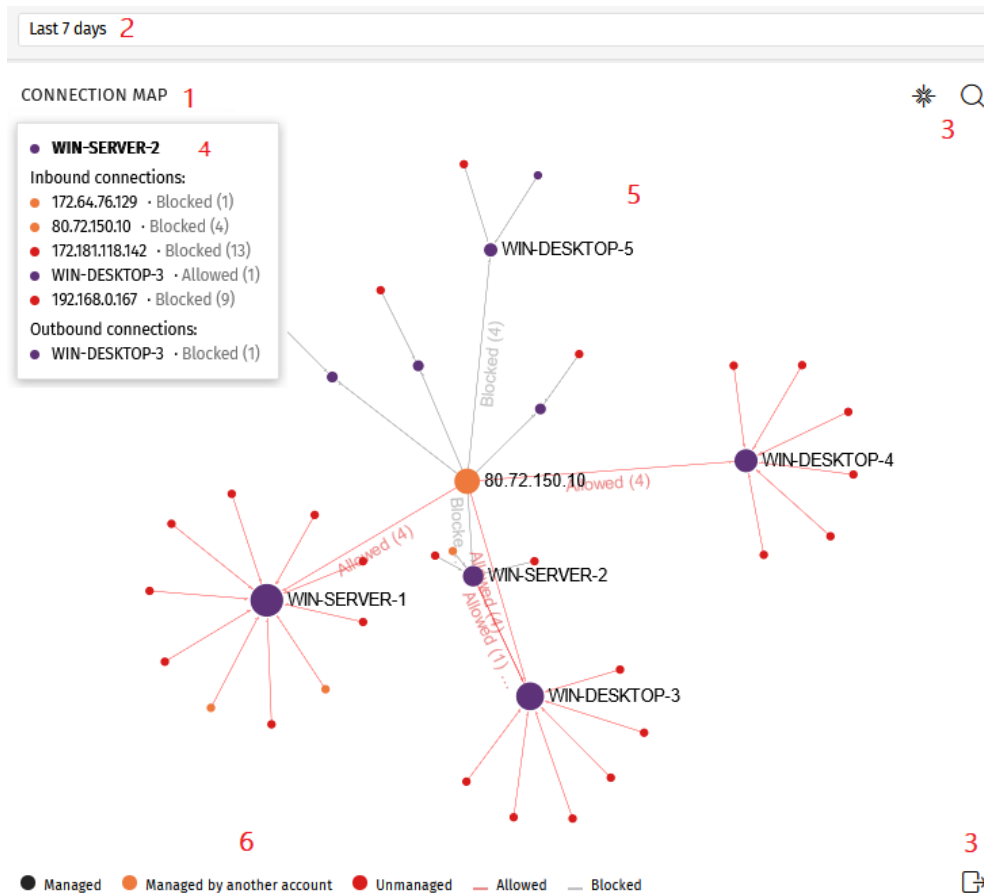 Last 7 days 2
CONNECTION MAP 1
3
WIN-SERVER-2 4
Inbound connections:
172.64.76.129 · Blocked (1)
80.72.150.10 · Blocked (4)
172.181.118.142 · Blocked (13)
WIN-DESKTOP-3 · Allowed (1)
192.168.0.167 · Blocked (9)
Outbound connections:
WIN-DESKTOP-3 · Blocked (1)
5
WIN-DESKTOP-5
Blocked (4)
WIN-DESKTOP-4
80.72.150.10
Allowed (4)
Blocke...
Allowed (4)
WIN-SERVER-2
Allowed (4)
WIN-SERVER-1
Allowed (1) ...
WIN-DESKTOP-3
6
3
Managed Managed by another account Unmanaged Allowed Blocked